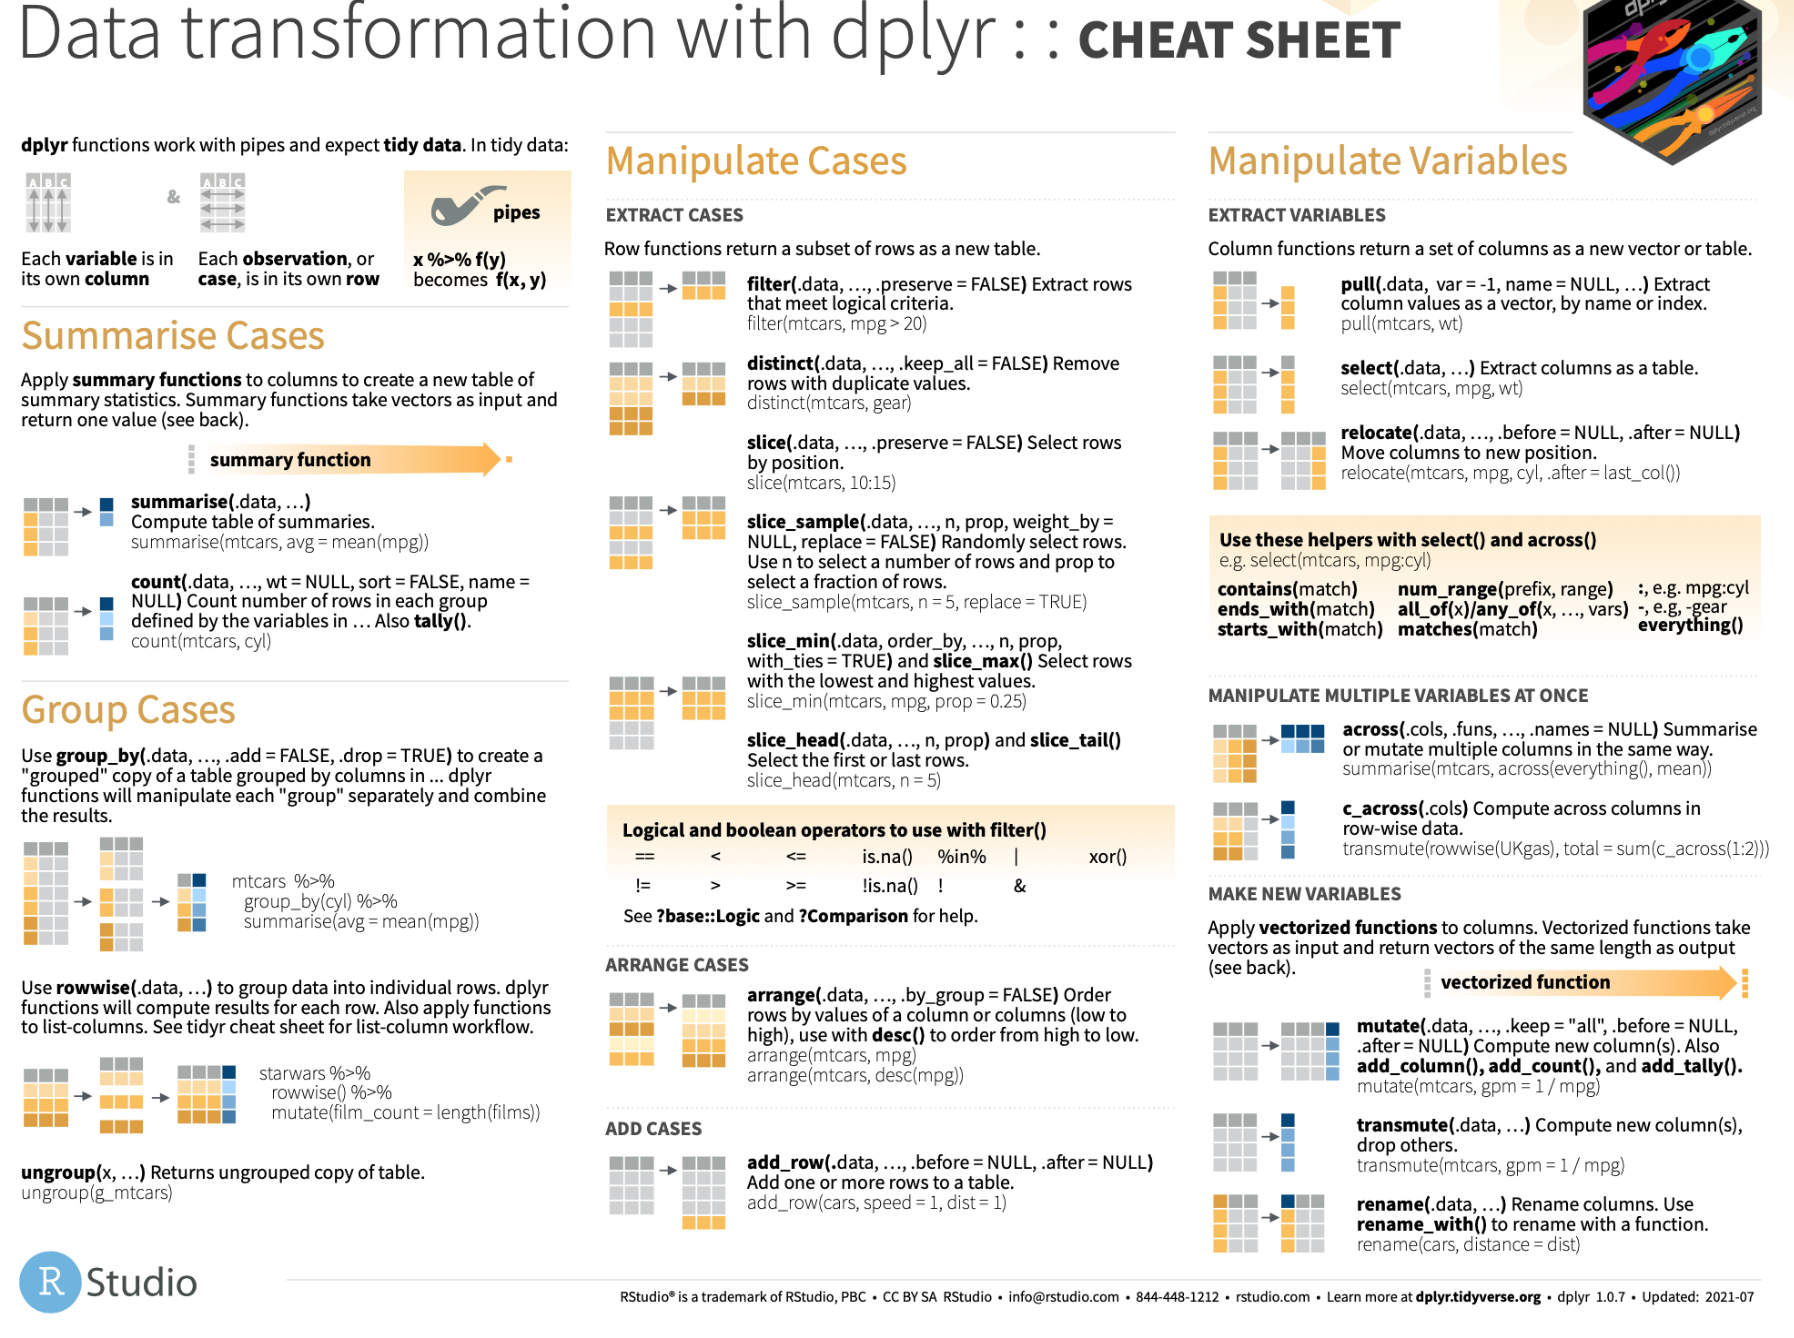 Data transformation with dplyr : : CHEAT SHEET
dplyr functions work with pipes and expect tidy data. In tidy data:
A B C
&
A B C
pipes
Each variable is in
its own column
Each observation, or
case, is in its own row
x %>% f(y)
becomes f(x, y)
Summarise Cases
Apply summary functions to columns to create a new table of
summary statistics. Summary functions take vectors as input and
return one value (see back).
summary function
summarise(.data, …)
Compute table of summaries.
summarise(mtcars, avg = mean(mpg))
count(.data, …, wt = NULL, sort = FALSE, name =
NULL) Count number of rows in each group
defined by the variables in … Also tally().
count(mtcars, cyl)
Group Cases
Use group_by(.data, …, .add = FALSE, .drop = TRUE) to create a
"grouped" copy of a table grouped by columns in ... dplyr
functions will manipulate each "group" separately and combine
the results.
mtcars %>%
group_by(cyl) %>%
summarise(avg = mean(mpg))
Use rowwise(.data, …) to group data into individual rows. dplyr
functions will compute results for each row. Also apply functions
to list-columns. See tidyr cheat sheet for list-column workflow.
starwars %>%
rowwise() %>%
mutate(film_count = length(films))
ungroup(x, …) Returns ungrouped copy of table.
ungroup(g_mtcars)
Manipulate Cases
EXTRACT CASES
Row functions return a subset of rows as a new table.
filter(.data, …, .preserve = FALSE) Extract rows
that meet logical criteria.
filter(mtcars, mpg > 20)
distinct(.data, …, .keep_all = FALSE) Remove
rows with duplicate values.
distinct(mtcars, gear)
slice(.data, …, .preserve = FALSE) Select rows
by position.
slice(mtcars, 10:15)
slice_sample(.data, …, n, prop, weight_by =
NULL, replace = FALSE) Randomly select rows.
Use n to select a number of rows and prop to
select a fraction of rows.
slice_sample(mtcars, n = 5, replace = TRUE)
slice_min(.data, order_by, …, n, prop,
with_ties = TRUE) and slice_max() Select rows
with the lowest and highest values.
slice_min(mtcars, mpg, prop = 0.25)
slice_head(.data, …, n, prop) and slice_tail()
Select the first or last rows.
slice_head(mtcars, n = 5)
Logical and boolean operators to use with filter()
== < <= is.na() %in% | xor()
!= > >= !is.na() ! &
See ?base::Logic and ?Comparison for help.
ARRANGE CASES
arrange(.data, …, .by_group = FALSE) Order
rows by values of a column or columns (low to
high), use with desc() to order from high to low.
arrange(mtcars, mpg)
arrange(mtcars, desc(mpg))
ADD CASES
add_row(.data, …, .before = NULL, .after = NULL)
Add one or more rows to a table.
add_row(cars, speed = 1, dist = 1)
Manipulate Variables
EXTRACT VARIABLES
Column functions return a set of columns as a new vector or table.
pull(.data, var = -1, name = NULL, …) Extract
column values as a vector, by name or index.
pull(mtcars, wt)
select(.data, …) Extract columns as a table.
select(mtcars, mpg, wt)
relocate(.data, …, .before = NULL, .after = NULL)
Move columns to new position.
relocate(mtcars, mpg, cyl, .after = last_col())
Use these helpers with select() and across()
e.g. select(mtcars, mpg:cyl)
contains(match) num_range(prefix, range) :, e.g. mpg:cyl
ends_with(match) all_of(x)/any_of(x, …, vars) -, e.g, -gear
starts_with(match) matches(match) everything()
MANIPULATE MULTIPLE VARIABLES AT ONCE
across(.cols, .funs, …, .names = NULL) Summarise
or mutate multiple columns in the same way.
summarise(mtcars, across(everything(), mean))
c_across(.cols) Compute across columns in
row-wise data.
transmute(rowwise(UKgas), total = sum(c_across(1:2)))
MAKE NEW VARIABLES
Apply vectorized functions to columns. Vectorized functions take
vectors as input and return vectors of the same length as output
(see back).
vectorized function
mutate(.data, …, .keep = "all", .before = NULL,
.after = NULL) Compute new column(s). Also
add_column(), add_count(), and add_tally().
mutate(mtcars, gpm = 1 / mpg)
transmute(.data, …) Compute new column(s),
drop others.
transmute(mtcars, gpm = 1 / mpg)
rename(.data, …) Rename columns. Use
rename_with() to rename with a function.
rename(cars, distance = dist)
R Studio
RStudio® is a trademark of RStudio, PBC • CC BY SA RStudio • info@rstudio.com • 844-448-1212 • rstudio.com • Learn more at dplyr.tidyverse.org • dplyr 1.0.7 • Updated: 2021-07